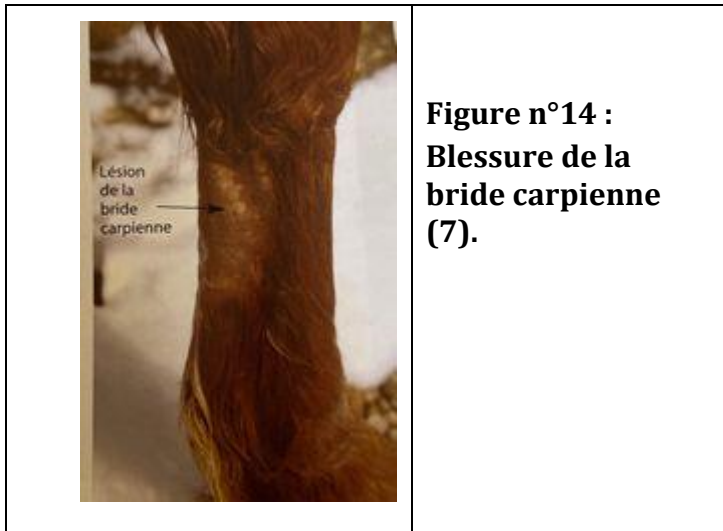 Lésion
de la
bride
carpienne
Figure n°14 :
Blessure de la
bride carpienne
(7).